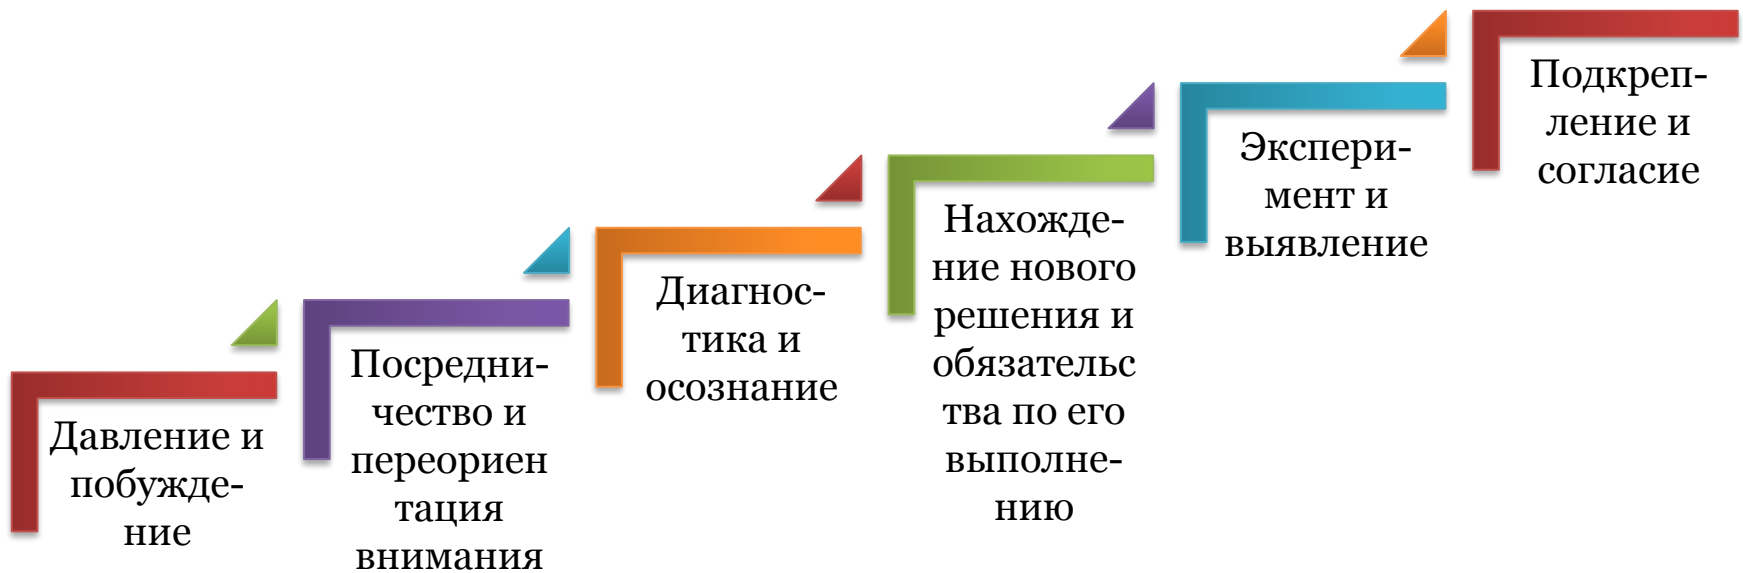 Давление и
побужде-
ние
Посредни-
чество и
переориен
тация
внимания
Диагнос-
тика и
осознание
Нахожде-
ние нового
решения и
обязательс
тва по его
выполне-
нию
Экспери-
мент и
выявление
Подкреп-
ление и
согласие